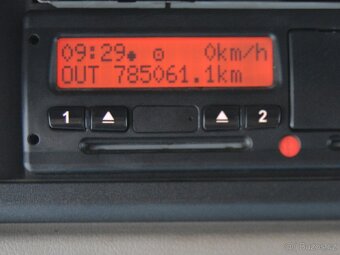 09:29● ⊙ 0km/h
OUT 785061.1km
1 ▲ ▲ 2